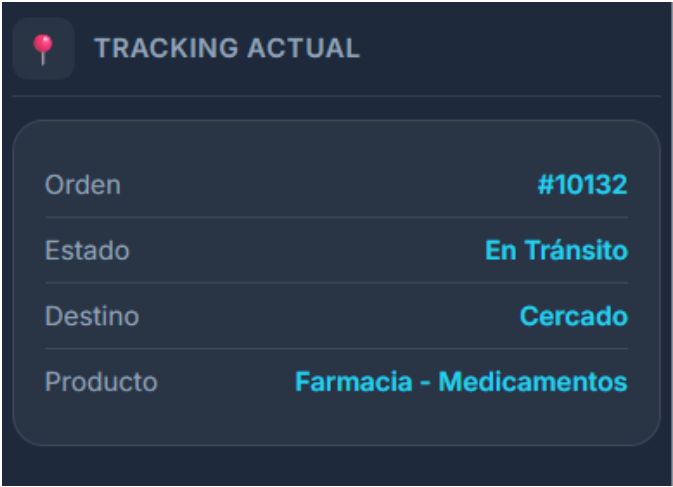 TRACKING ACTUAL
Orden #10132
Estado En Tránsito
Destino Cercado
Producto Farmacia - Medicamentos